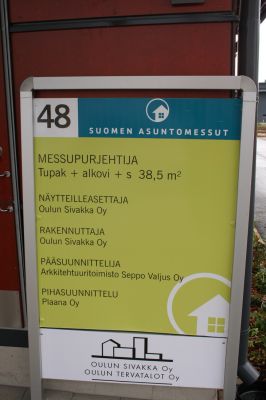 48
SUOMEN ASUNTOMESSUT
MESSUPURJEHTIJA
Tupak + alkovi + s 38,5 m²
NÄYTTEILLEASETTAJA
Oulun Sivakka Oy
RAKENNUTTAJA
Oulun Sivakka Oy
PÄÄSUUNNITTELIJA
Arkkitehtuuritoimisto Seppo Valjus Oy
PIHASUUNNITTELU
Plaana Oy
OULUN SIVAKKA Oy
OULUN TERVATALOT Oy